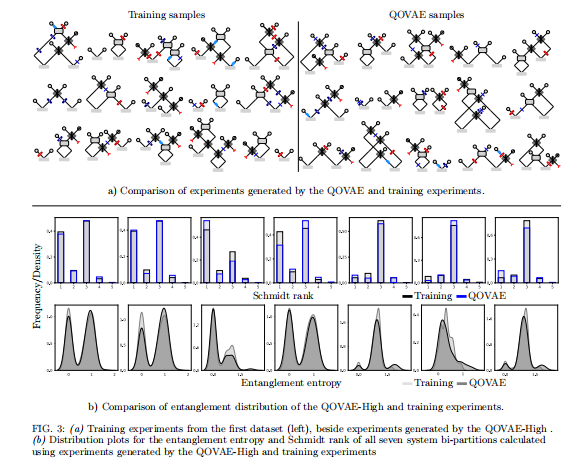 Training samples
QOVAE samples
a) Comparison of experiments generated by the QOVAE and training experiments.
Frequency/Density
Schmidt rank
Training QOVAE
Entanglement entropy
Training QOVAE
b) Comparison of entanglement distribution of the QOVAE-High and training experiments.
FIG. 3: (a) Training experiments from the first dataset (left), beside experiments generated by the QOVAE-High .
(b) Distribution plots for the entanglement entropy and Schmidt rank of all seven system bi-partitions calculated
using experiments generated by the QOVAE-High and training experiments